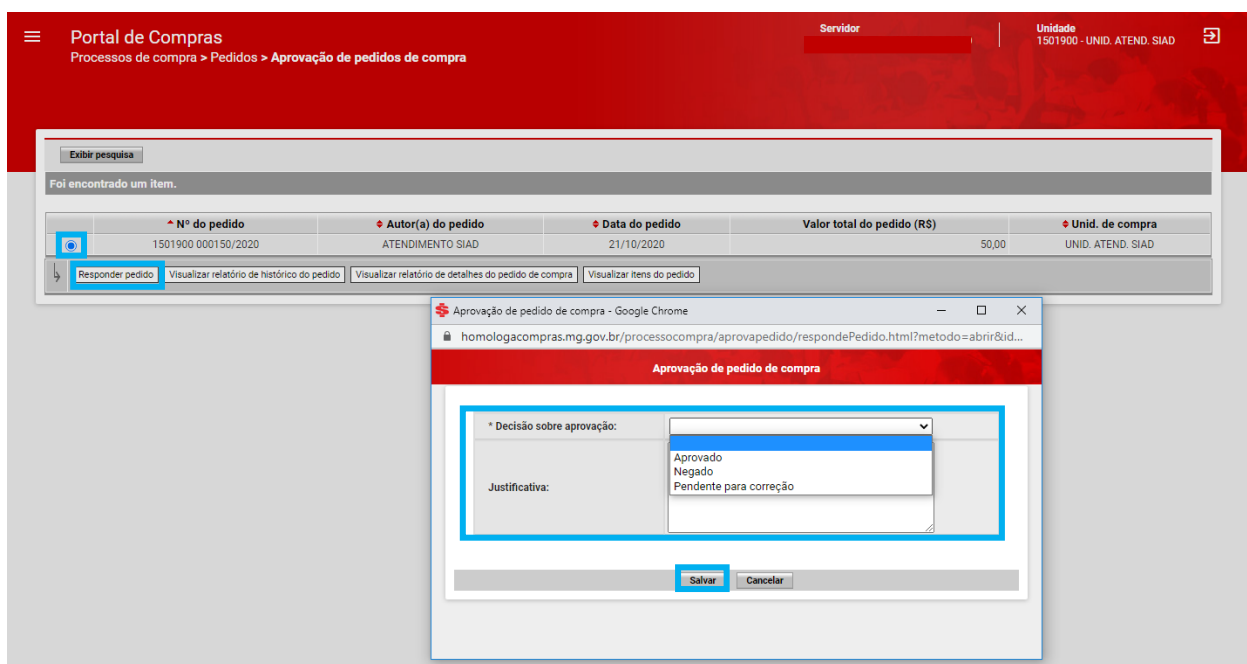 Portal de Compras
Processos de compra > Pedidos > Aprovação de pedidos de compra
Servidor
Unidade
1501900 - UNID. ATEND. SIAD
Exibir pesquisa
Foi encontrado um item.
Nº do pedido Autor(a) do pedido Data do pedido Valor total do pedido (R$) Unid. de compra
1501900 000150/2020 ATENDIMENTO SIAD 21/10/2020 50,00 UNID. ATEND. SIAD
Responder pedido Visualizar relatório de histórico do pedido Visualizar relatório de detalhes do pedido de compra Visualizar itens do pedido
Aprovação de pedido de compra - Google Chrome
homologacompras.mg.gov.br/processocompra/aprovapedido/respondePedido.html?metodo=abrir&id...
Aprovação de pedido de compra
* Decisão sobre aprovação:
Aprovado
Negado
Pendente para correção
Justificativa:
Salvar Cancelar